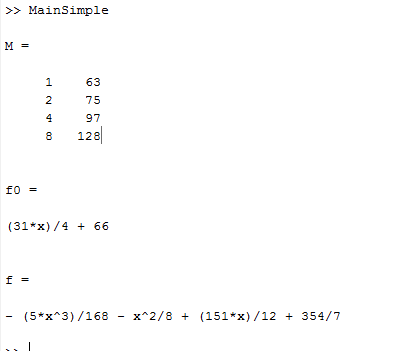 >> MainSimple
M =
1 63
2 75
4 97
8 128
f0 =
(31*x)/4 + 66
f =
- (5*x^3)/168 - x^2/8 + (151*x)/12 + 354/7
>>